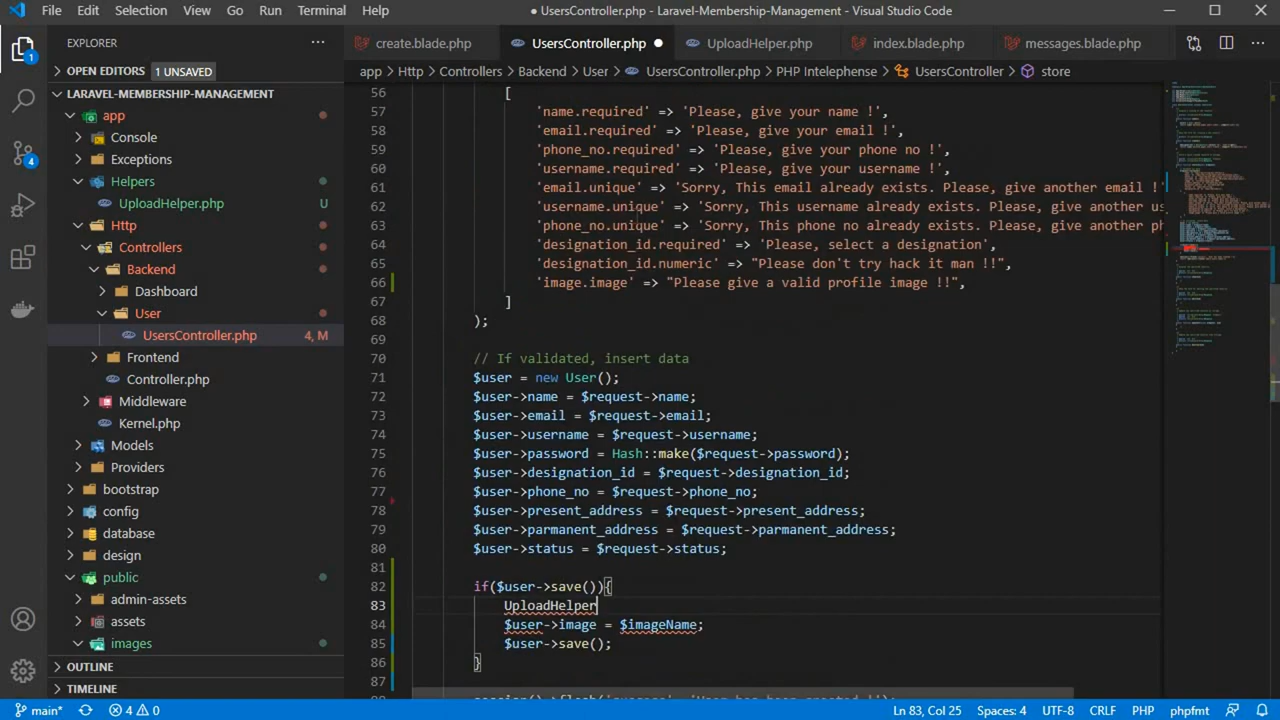 File Edit Selection View Go Run Terminal Help
● UsersController.php - Laravel-Membership-Management - Visual Studio Code
EXPLORER
create.blade.php
UsersController.php
UploadHelper.php
index.blade.php
messages.blade.php
OPEN EDITORS 1 UNSAVED
app > Http > Controllers > Backend > User > UsersController.php > PHP Intelephense > UsersController > store
LARAVEL-MEMBERSHIP-MANAGEMENT
app
Console
Exceptions
Helpers
UploadHelper.php U
Http
Controllers
Backend
Dashboard
User
UsersController.php 4, M
Frontend
Controller.php
Middleware
Kernel.php
Models
Providers
bootstrap
config
database
design
public
admin-assets
assets
images
OUTLINE
TIMELINE
1
4
56 [
57 'name.required' => 'Please, give your name !',
58 'email.required' => 'Please, give your email !',
59 'phone_no.required' => 'Please, give your phone no !',
60 'username.required' => 'Please, give your username !',
61 'email.unique' => 'Sorry, This email already exists. Please, give another email !'
62 'username.unique' => 'Sorry, This username already exists. Please, give another us
63 'phone_no.unique' => 'Sorry, This phone no already exists. Please, give another ph
64 'designation_id.required' => 'Please, select a designation',
65 'designation_id.numeric' => "Please don't try hack it man !!",
66 'image.image' => "Please give a valid profile image !!",
67 ]
68 );
69
70 // If validated, insert data
71 $user = new User();
72 $user->name = $request->name;
73 $user->email = $request->email;
74 $user->username = $request->username;
75 $user->password = Hash::make($request->password);
76 $user->designation_id = $request->designation_id;
77 $user->phone_no = $request->phone_no;
78 $user->present_address = $request->present_address;
79 $user->parmanent_address = $request->parmanent_address;
80 $user->status = $request->status;
81
82 if($user->save()){
83 UploadHelper
84 $user->image = $imageName;
85 $user->save();
86 }
87
88 session()->flash('success', 'User has been created !!');
main* 4 0 Ln 83, Col 25 Spaces: 4 UTF-8 CRLF PHP phpfmt